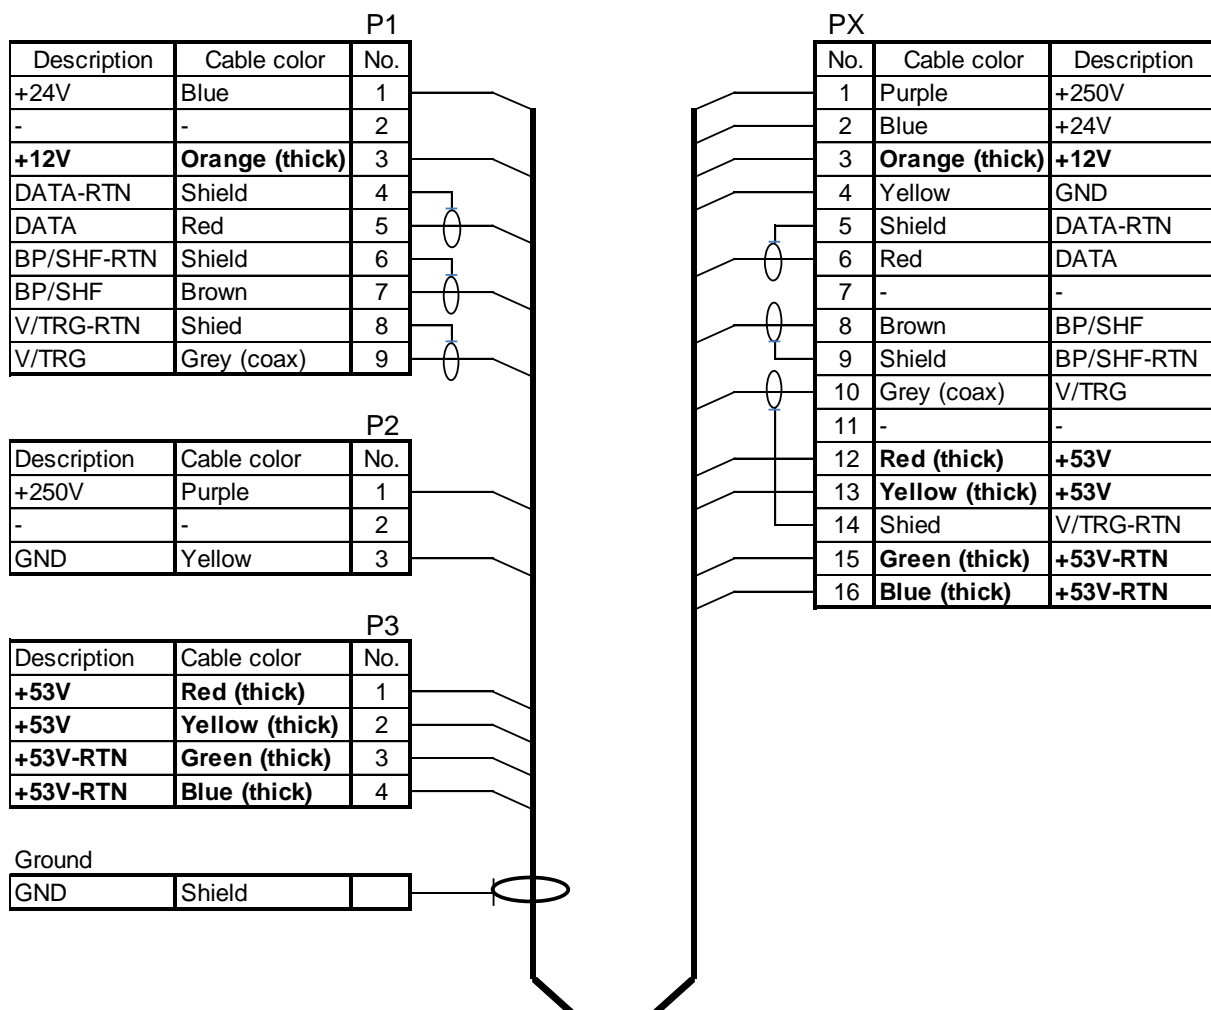 P1
Description Cable color No.
+24V Blue 1
- - 2
+12V Orange (thick) 3
DATA-RTN Shield 4
DATA Red 5
BP/SHF-RTN Shield 6
BP/SHF Brown 7
V/TRG-RTN Shied 8
V/TRG Grey (coax) 9
P2
Description Cable color No.
+250V Purple 1
- - 2
GND Yellow 3
P3
Description Cable color No.
+53V Red (thick) 1
+53V Yellow (thick) 2
+53V-RTN Green (thick) 3
+53V-RTN Blue (thick) 4
Ground
GND Shield
PX
No. Cable color Description
1 Purple +250V
2 Blue +24V
3 Orange (thick) +12V
4 Yellow GND
5 Shield DATA-RTN
6 Red DATA
7 - -
8 Brown BP/SHF
9 Shield BP/SHF-RTN
10 Grey (coax) V/TRG
11 - -
12 Red (thick) +53V
13 Yellow (thick) +53V
14 Shied V/TRG-RTN
15 Green (thick) +53V-RTN
16 Blue (thick) +53V-RTN